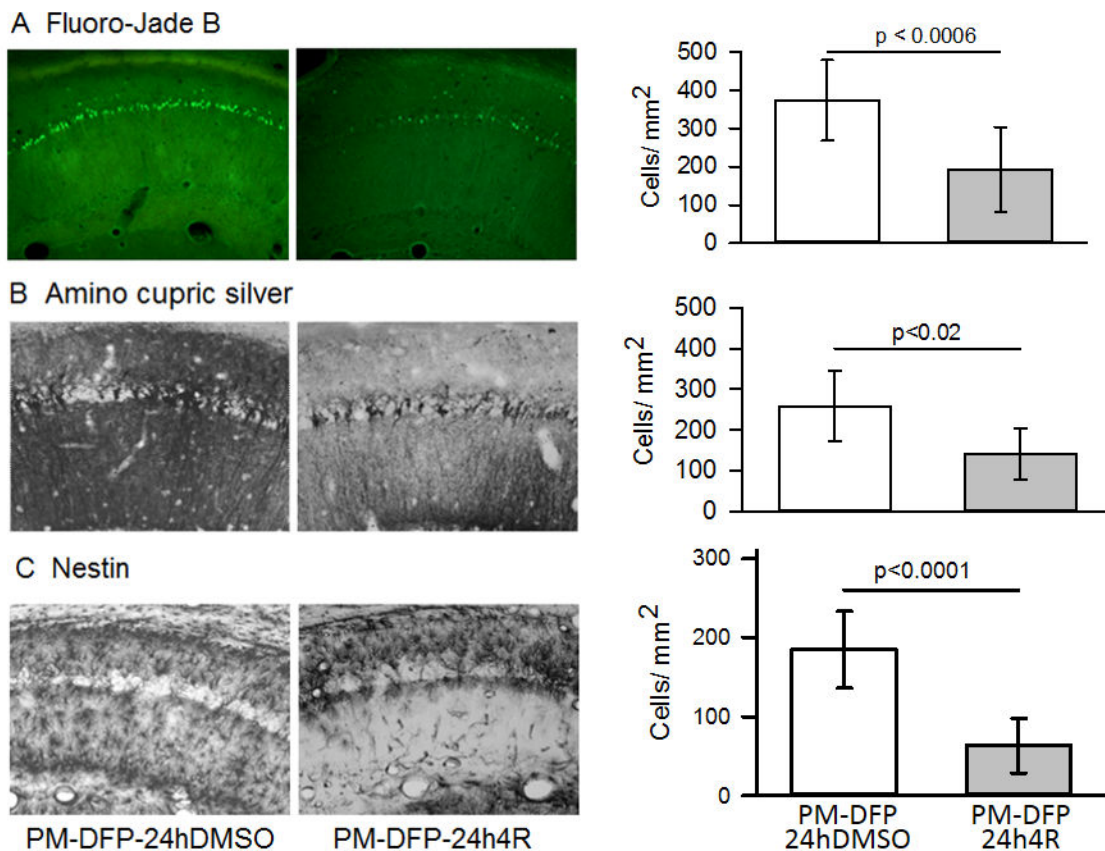 A Fluoro-Jade B
p < 0.0006
Cells/ mm2
500
400
300
200
100
0
B Amino cupric silver
p<0.02
Cells/ mm2
500
400
300
200
100
0
C Nestin
p<0.0001
Cells/ mm2
300
200
100
0
PM-DFP-24hDMSO
PM-DFP-24h4R
PM-DFP
24hDMSO
PM-DFP
24h4R